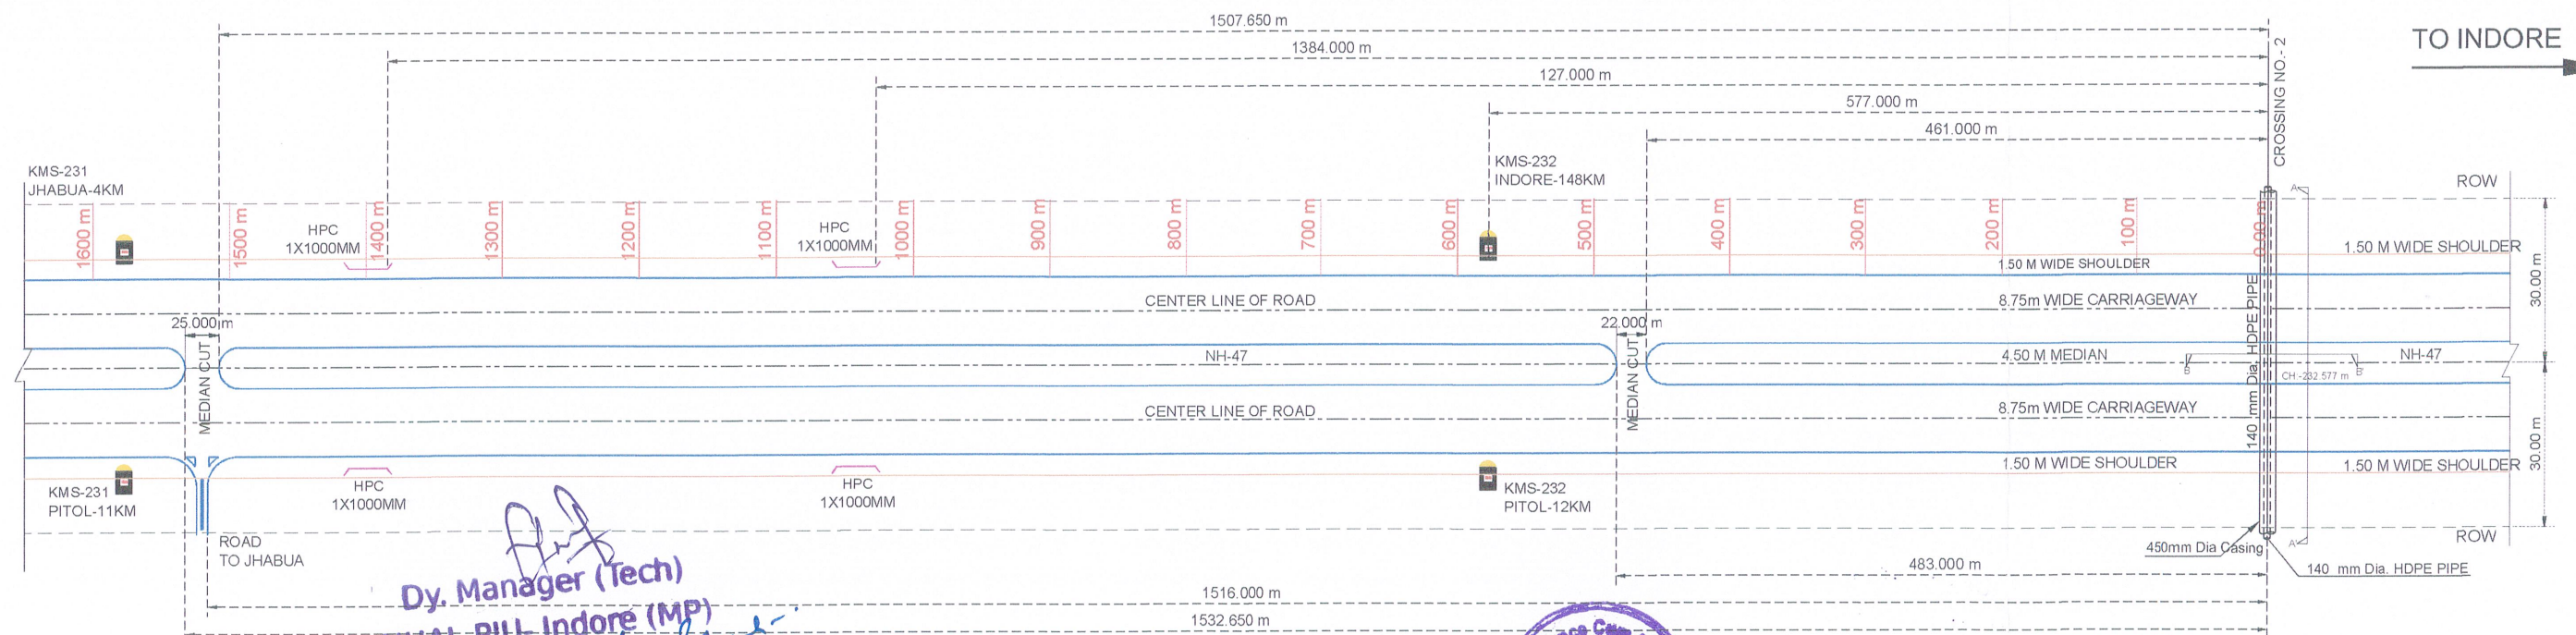 1507.650 m
1384.000 m
127.000 m
577.000 m
461.000 m
CROSSING NO.- 2
TO INDORE
KMS-231
JHABUA-4KM
KMS-232
INDORE-148KM
ROW
1600 m
1500 m
HPC
1X1000MM
1400 m
1300 m
1200 m
1100 m
HPC
1X1000MM
1000 m
900 m
800 m
700 m
600 m
500 m
400 m
300 m
200 m
100 m
0.00 m
A
1.50 M WIDE SHOULDER
1.50 M WIDE SHOULDER
30.00 m
CENTER LINE OF ROAD
8.75m WIDE CARRIAGEWAY
25.000 m
22.000 m
MEDIAN CUT
NH-47
MEDIAN CUT
4.50 M MEDIAN
140 mm Dia. HDPE PIPE
B
B'
CH:-232.577 m
NH-47
CENTER LINE OF ROAD
8.75m WIDE CARRIAGEWAY
30.00 m
1.50 M WIDE SHOULDER
1.50 M WIDE SHOULDER
KMS-231
PITOL-11KM
HPC
1X1000MM
HPC
1X1000MM
KMS-232
PITOL-12KM
ROAD
TO JHABUA
ROW
A'
450mm Dia Casing
140 mm Dia. HDPE PIPE
483.000 m
Dy. Manager (Tech)
Indore (MP)
1516.000 m
1532.650 m